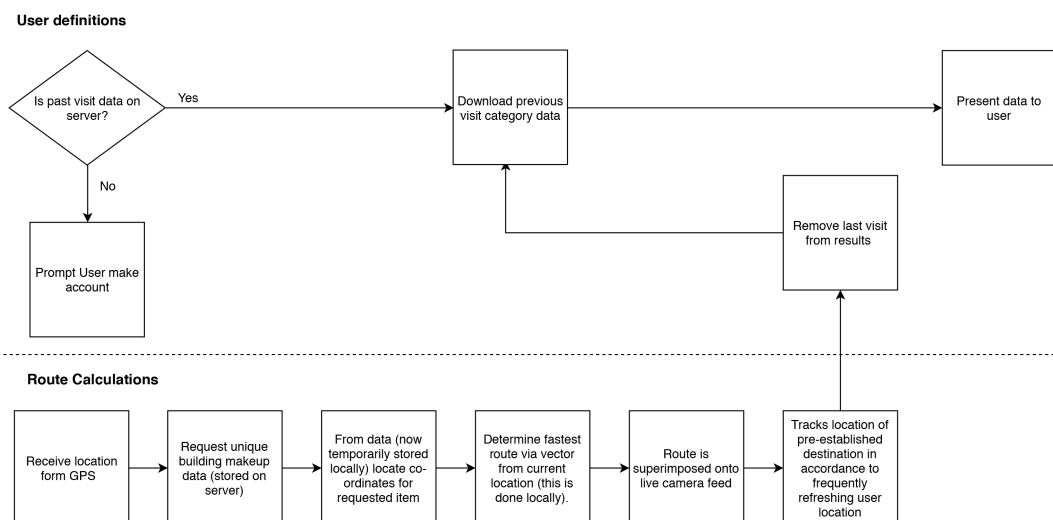 User definitions
Is past visit data on
server?
Yes
No
Prompt User make
account
Download previous
visit category data
Present data to
user
Remove last visit
from results
Route Calculations
Receive location
form GPS
Request unique
building makeup
data (stored on
server)
From data (now
temporarily stored
locally) locate co-
ordinates for
requested item
Determine fastest
route via vector
from current
location (this is
done locally).
Route is
superimposed onto
live camera feed
Tracks location of
pre-established
destination in
accordance to
frequently
refreshing user
location